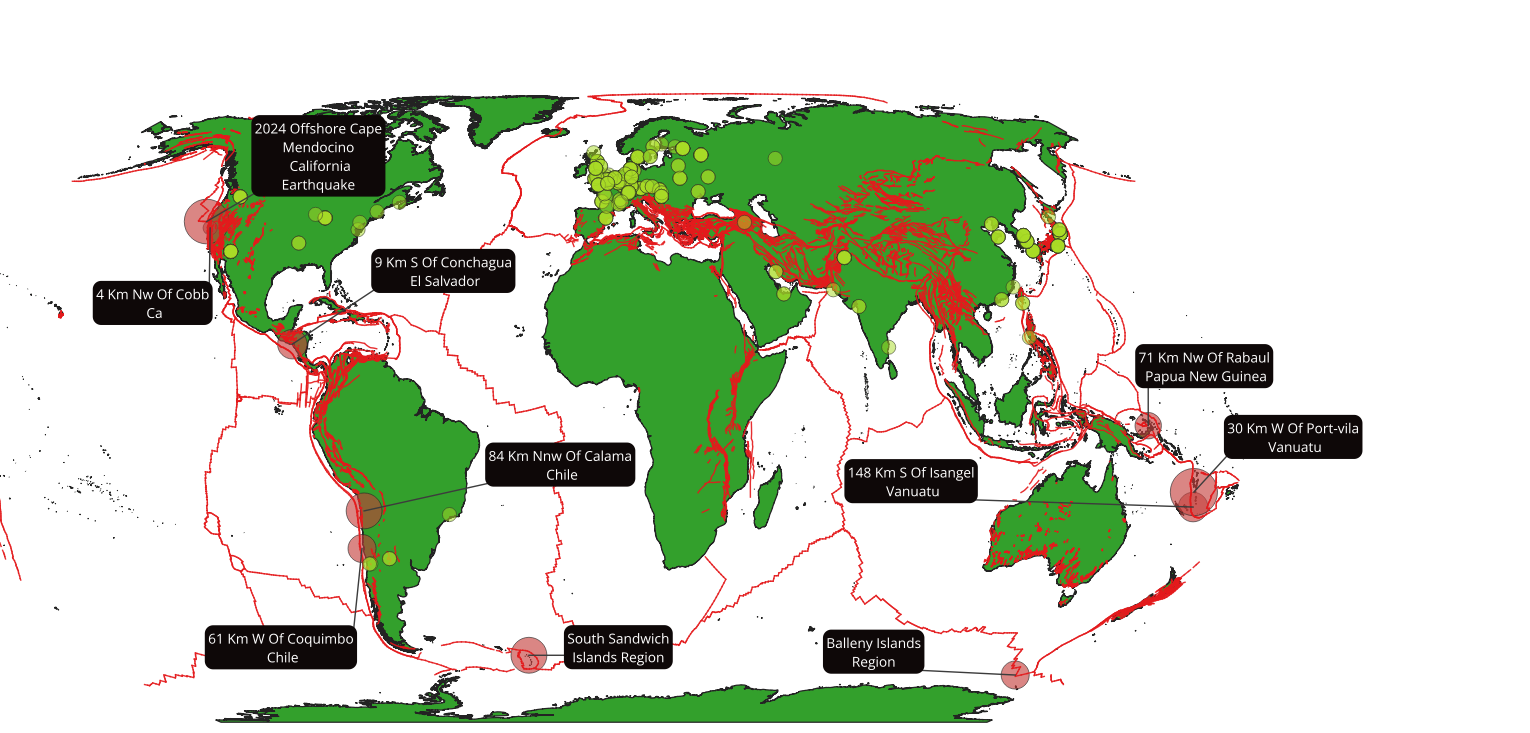 2024 Offshore Cape
Mendocino
California
Earthquake
9 Km S Of Conchagua
El Salvador
4 Km Nw Of Cobb
Ca
71 Km Nw Of Rabaul
Papua New Guinea
30 Km W Of Port-vila
Vanuatu
84 Km Nnw Of Calama
Chile
148 Km S Of Isangel
Vanuatu
61 Km W Of Coquimbo
Chile
South Sandwich
Islands Region
Balleny Islands
Region